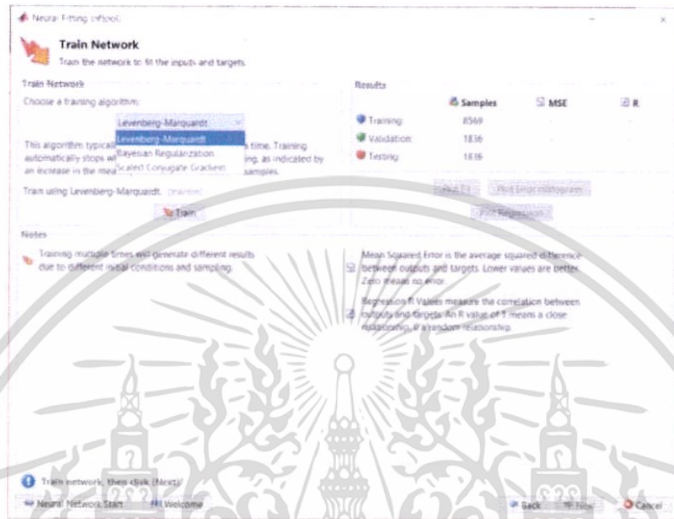 Neural Fitting (nftool)
Train Network
Train the network to fit the inputs and targets.
Train Network
Choose a training algorithm:
Levenberg-Marquardt
Levenberg-Marquardt
Bayesian Regularization
Scaled Conjugate Gradient
This algorithm typical time. Training
automatically stops w ing, as indicated by
an increase in the mea samples.
Train using Levenberg-Marquardt. (trainlm)
Train
Results
Samples MSE R
Training: 8569 - -
Validation: 1836 - -
Testing: 1836 - -
Plot Fit Plot Error Histogram
Plot Regression
Notes
Training multiple times will generate different results
due to different initial conditions and sampling.
Mean Squared Error is the average squared difference
between outputs and targets. Lower values are better.
Zero means no error.
Regression R Values measure the correlation between
outputs and targets. An R value of 1 means a close
relationship, 0 a random relationship.
Train network, then click [Next].
Neural Network Start Welcome Back Next Cancel